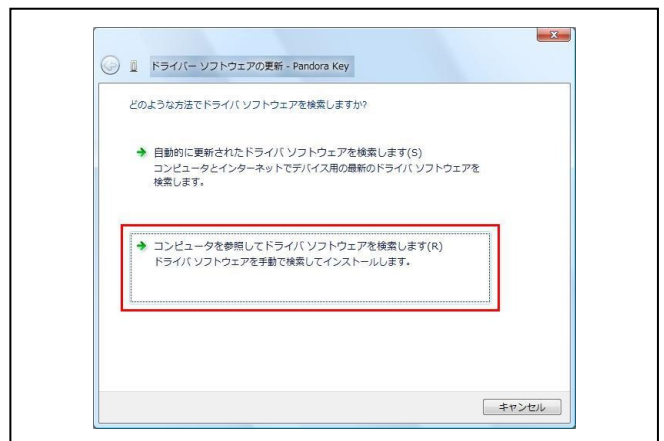 ドライバー ソフトウェアの更新 - Pandora Key
どのような方法でドライバ ソフトウェアを検索しますか?
自動的に更新されたドライバ ソフトウェアを検索します(S)
コンピュータとインターネットでデバイス用の最新のドライバ ソフトウェアを
検索します。
コンピュータを参照してドライバ ソフトウェアを検索します(R)
ドライバ ソフトウェアを手動で検索してインストールします。
キャンセル